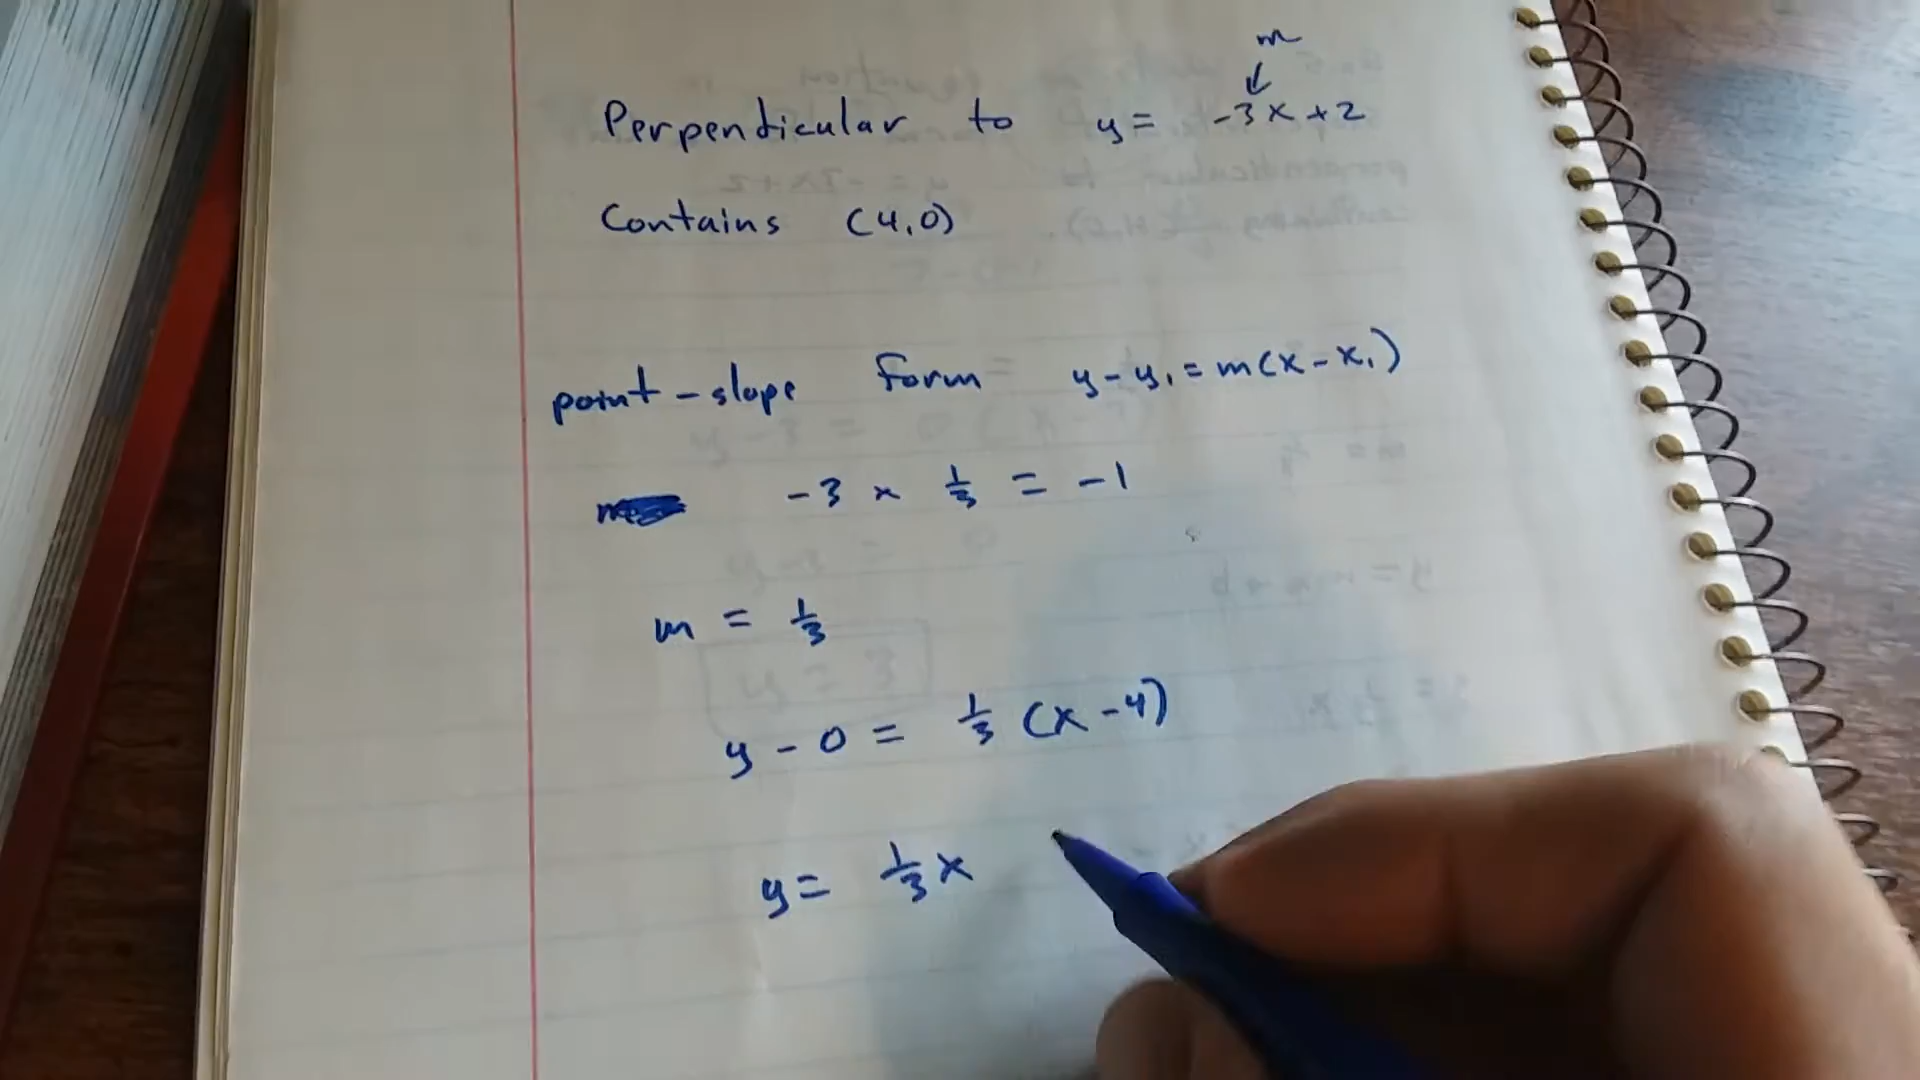 m
↓
Perpendicular to y = -3x+2
Contains (4,0)
point-slope form y-y₁=m(x-x₁)
-3 x 1/3 = -1
m = 1/3
y - 0 = 1/3 (x-4)
y = 1/3 x